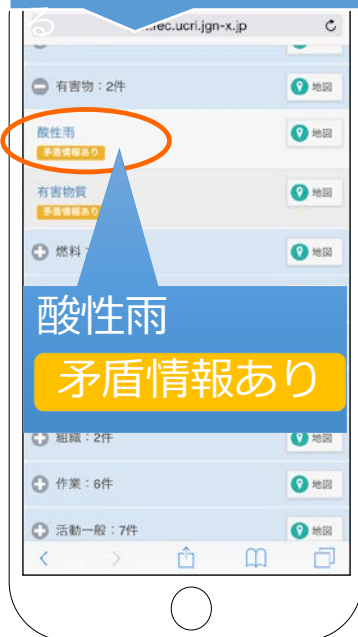 る
rec.ucri.jgn-x.jp
有害物：2件
地図
酸性雨
地図
矛盾情報あり
有害物質
地図
矛盾情報あり
燃料：
地図
酸性雨
矛盾情報あり
組織：2件
地図
作業：6件
地図
活動一般：7件
地図